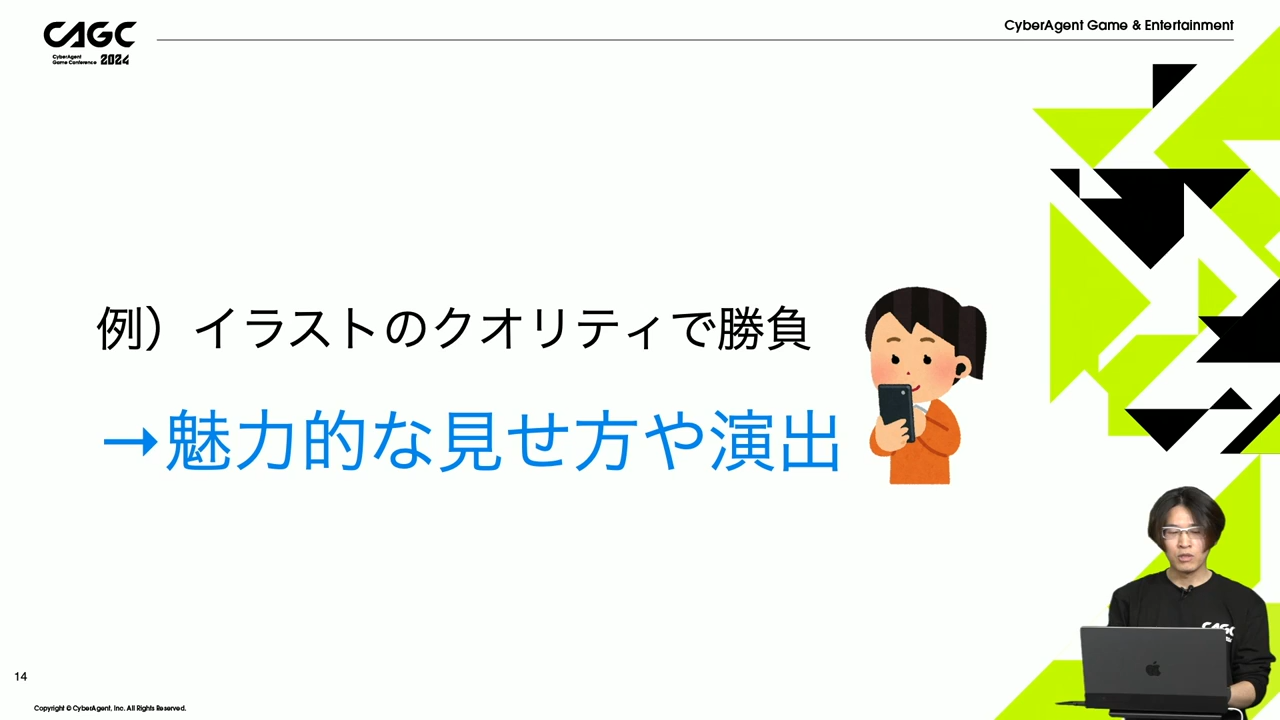 CAGC
CyberAgent
Game Conference 2024
CyberAgent Game & Entertainment
例）イラストのクオリティで勝負
→魅力的な見せ方や演出
CAGC
14
Copyright © CyberAgent, Inc. All Rights Reserved.